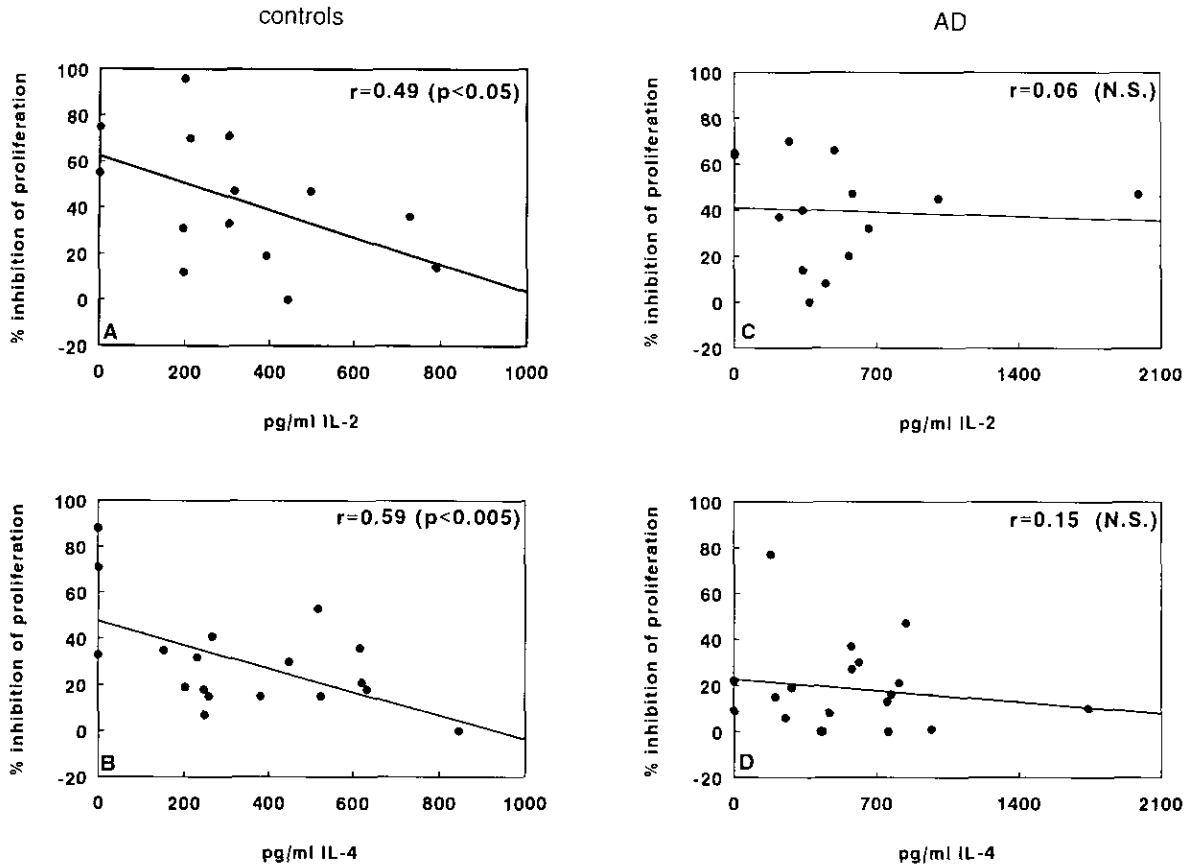 controls
AD
% inhibition of proliferation
100
80
60
40
20
0
-20
r=0.49 (p<0.05)
A
0 200 400 600 800 1000
pg/ml IL-2
% inhibition of proliferation
100
80
60
40
20
0
-20
r=0.06 (N.S.)
C
0 700 1400 2100
pg/ml IL-2
% inhibition of proliferation
100
80
60
40
20
0
-20
r=0.59 (p<0.005)
B
0 200 400 600 800 1000
pg/ml IL-4
% inhibition of proliferation
100
80
60
40
20
0
-20
r=0.15 (N.S.)
D
0 700 1400 2100
pg/ml IL-4